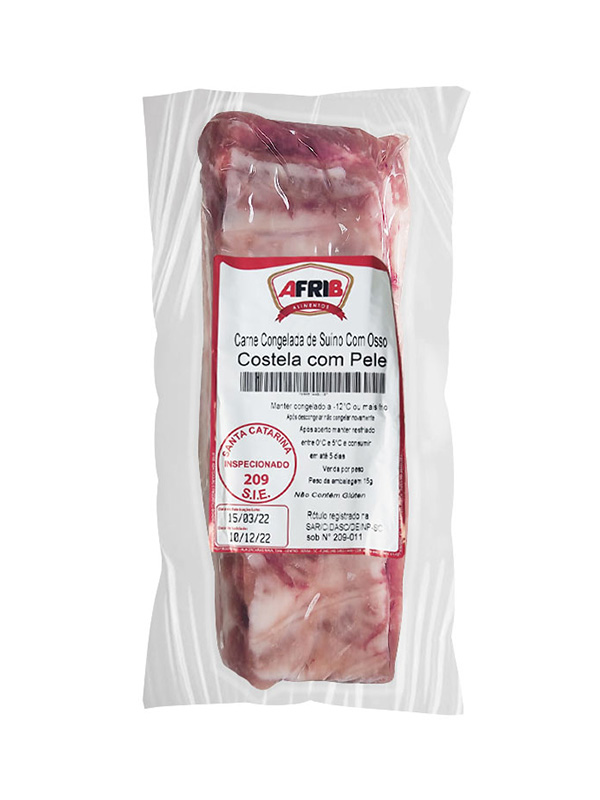 AFRIB
ALIMENTOS
Carne Congelada de Suíno Com Osso
Costela com Pele
Manter congelado a -12°C ou mais frio
Após descongelar não congelar novamente
Após aberto manter resfriado
entre 0°C e 5°C e consumir
em até 5 dias
Venda por peso
Peso da embalagem 15g
Não Contém Glúten
SANTA CATARINA
INSPECIONADO
209
S.I.E.
15/03/22
10/12/22
Rótulo registrado na
sob N° 209-011